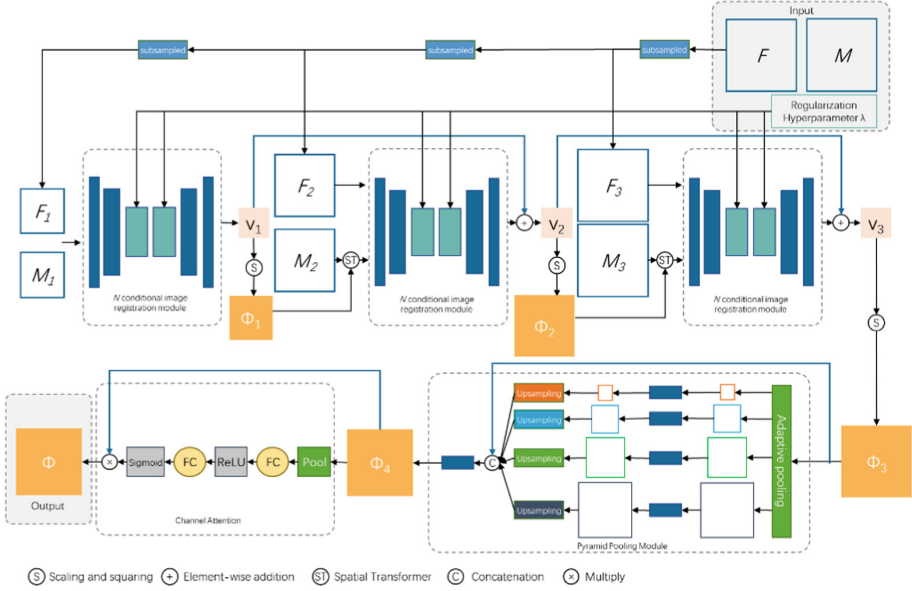 Input
F
M
Regularization
Hyperparameter λ
subsampled
subsampled
subsampled
F1
M1
N conditional image
registration module
V1
S
Φ1
F2
M2
ST
N conditional image
registration module
+
V2
S
Φ2
F3
M3
ST
N conditional image
registration module
+
V3
S
Φ3
Adaptive pooling
Upsampling
Upsampling
Upsampling
Upsampling
C
Pyramid Pooling Module
Φ4
Pool
FC
ReLU
FC
Sigmoid
×
Channel Attention
Φ
Output
S Scaling and squaring + Element-wise addition ST Spatial Transformer C Concatenation × Multiply